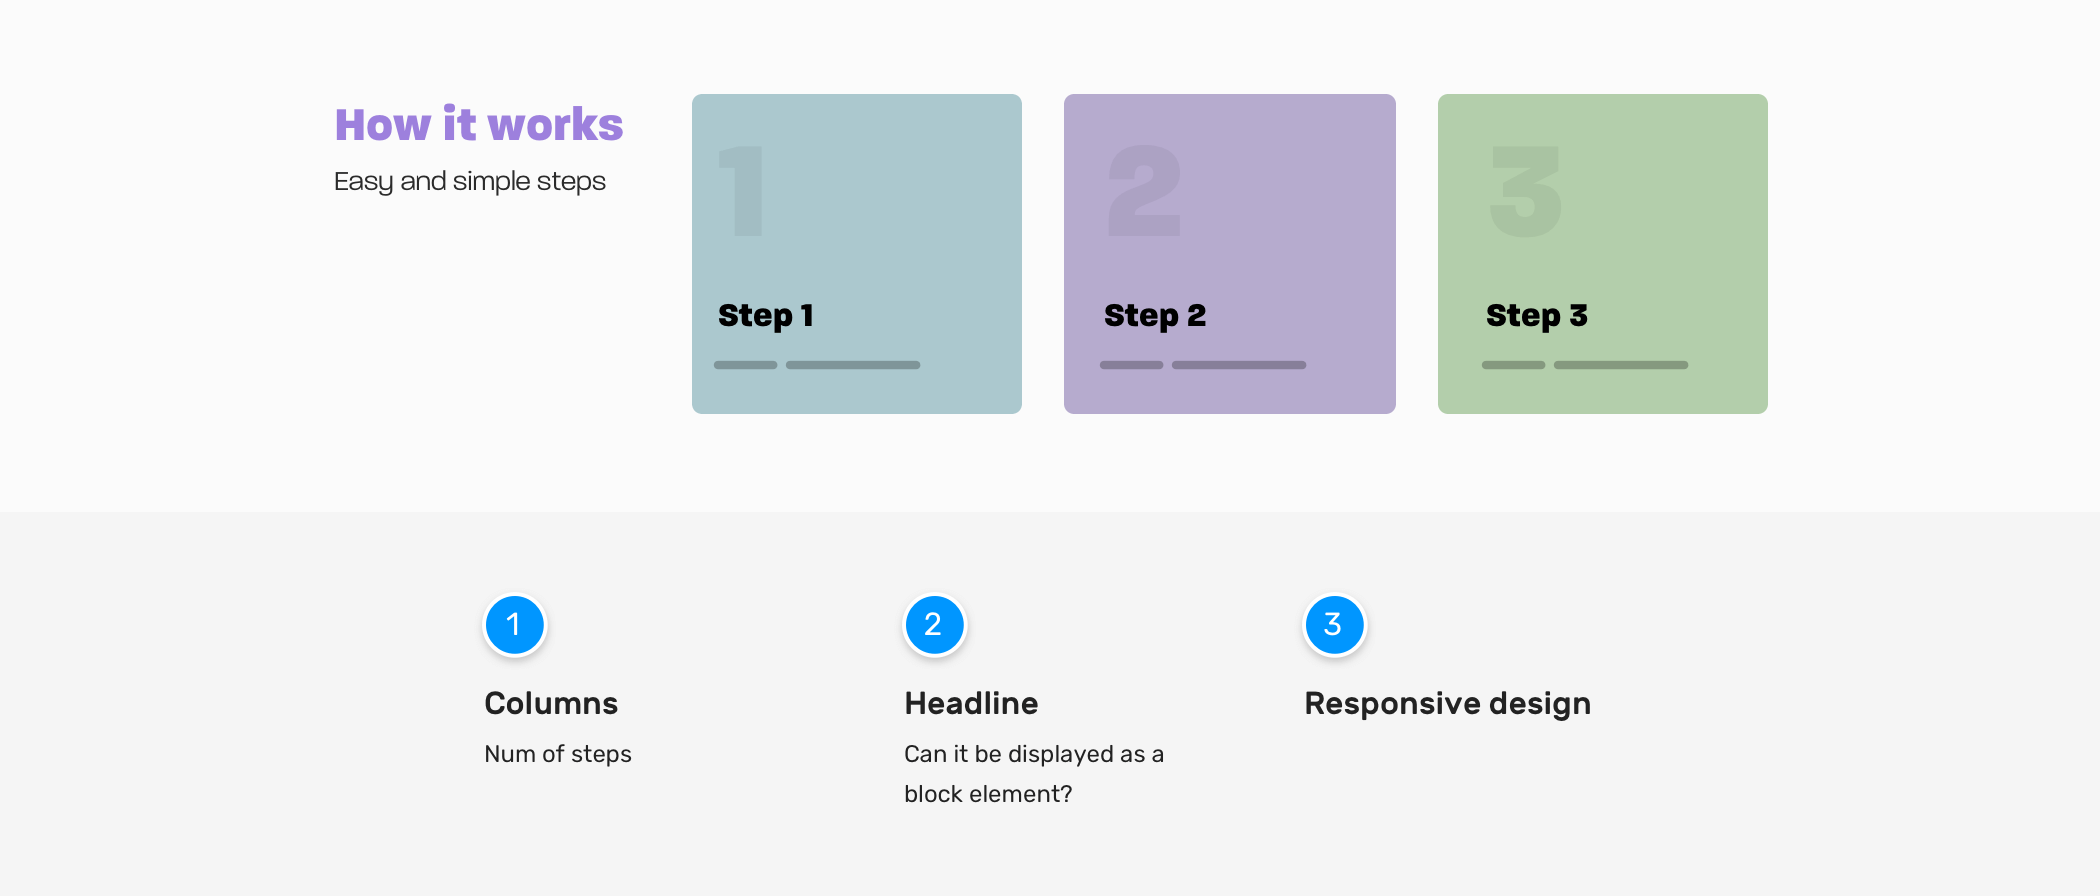 How it works
Easy and simple steps
1
Step 1
2
Step 2
3
Step 3
1
Columns
Num of steps
2
Headline
Can it be displayed as a
block element?
3
Responsive design